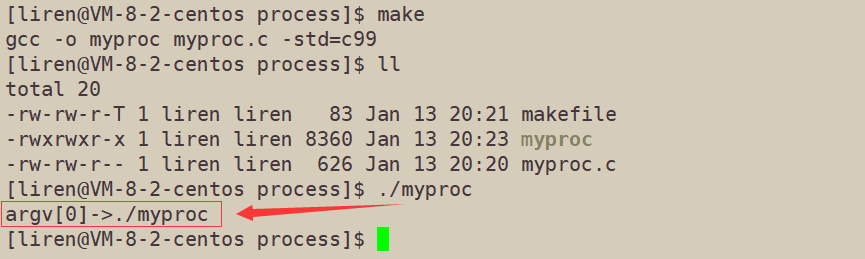 [liren@VM-8-2-centos process]$ make
gcc -o myproc myproc.c -std=c99
[liren@VM-8-2-centos process]$ ll
total 20
-rw-rw-r-T 1 liren liren   83 Jan 13 20:21 makefile
-rwxrwxr-x 1 liren liren 8360 Jan 13 20:23 myproc
-rw-rw-r-- 1 liren liren  626 Jan 13 20:20 myproc.c
[liren@VM-8-2-centos process]$ ./myproc
argv[0]->./myproc
[liren@VM-8-2-centos process]$